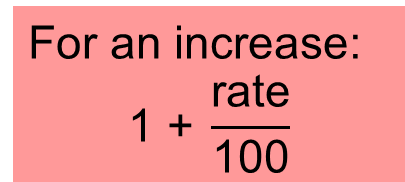 For an increase:
1 + rate/100